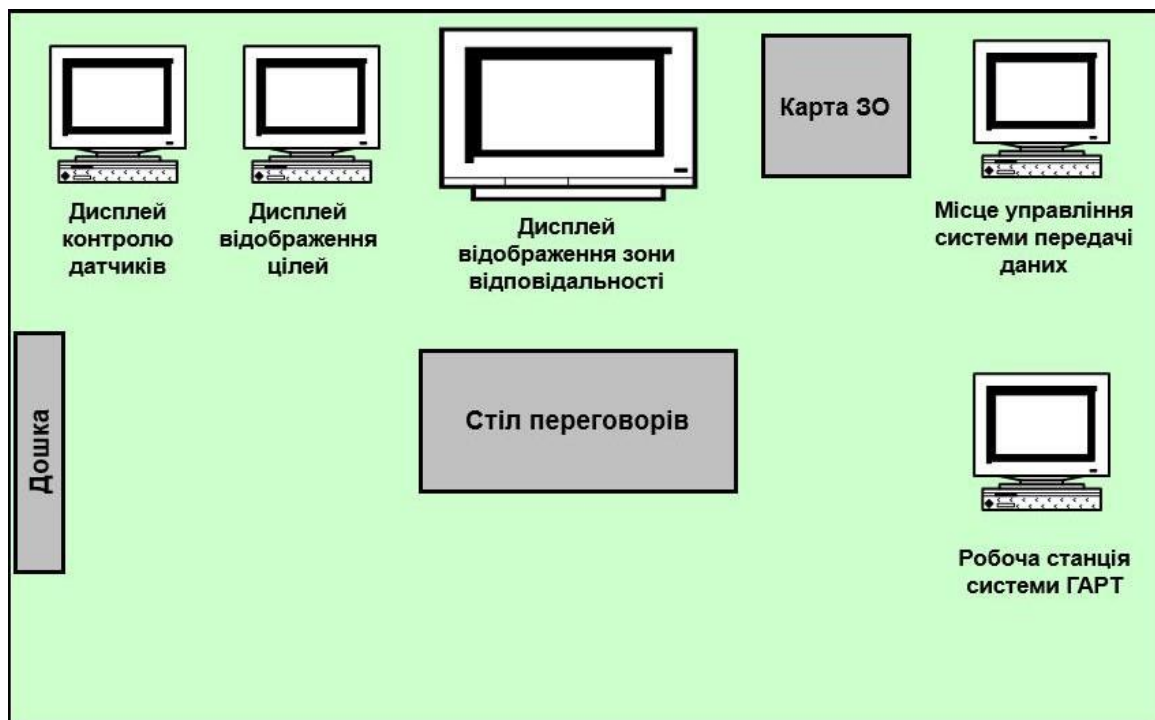 Дисплей
контролю
датчиків
Дисплей
відображення
цілей
Дисплей
відображення зони
відповідальності
Карта ЗО
Місце управління
системи передачі
даних
Дошка
Стіл переговорів
Робоча станція
системи ГАРТ